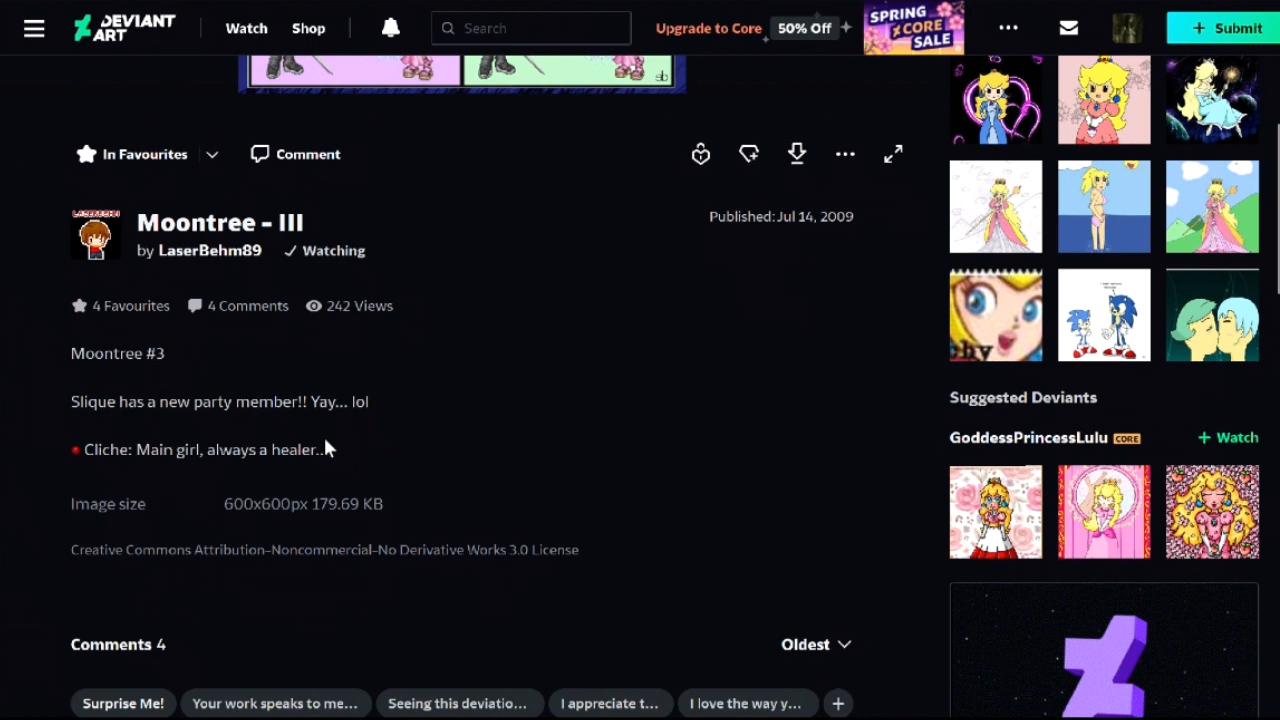 DEVIANT
ART
Watch
Shop
Search
Upgrade to Core
50% Off
SPRING
CORE
SALE
Submit
sb
In Favourites
Comment
LASERBEHM
Moontree - III
by LaserBehm89
Watching
Published: Jul 14, 2009
4 Favourites
4 Comments
242 Views
Moontree #3
Slique has a new party member!! Yay... lol
Cliche: Main girl, always a healer...
Image size
600x600px 179.69 KB
Creative Commons Attribution-Noncommercial-No Derivative Works 3.0 License
Comments 4
Oldest
Surprise Me!
Your work speaks to me...
Seeing this deviatio...
I appreciate t...
I love the way y...
hy
Suggested Deviants
GoddessPrincessLulu CORE
+ Watch